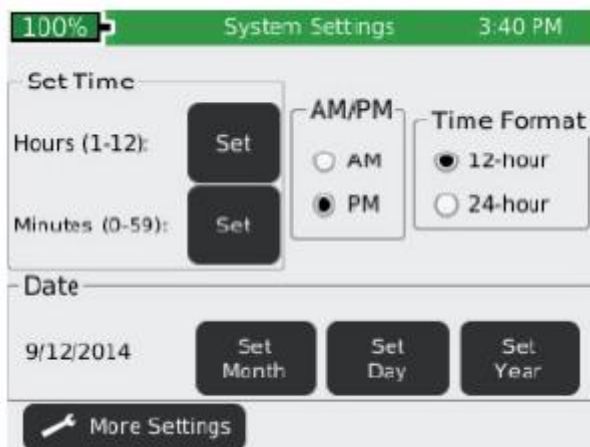 100% System Settings 3:40 PM
Set Time
Hours (1-12):
Set
Minutes (0-59):
Set
AM/PM
AM
PM
Time Format
12-hour
24-hour
Date
9/12/2014
Set
Month
Set
Day
Set
Year
More Settings